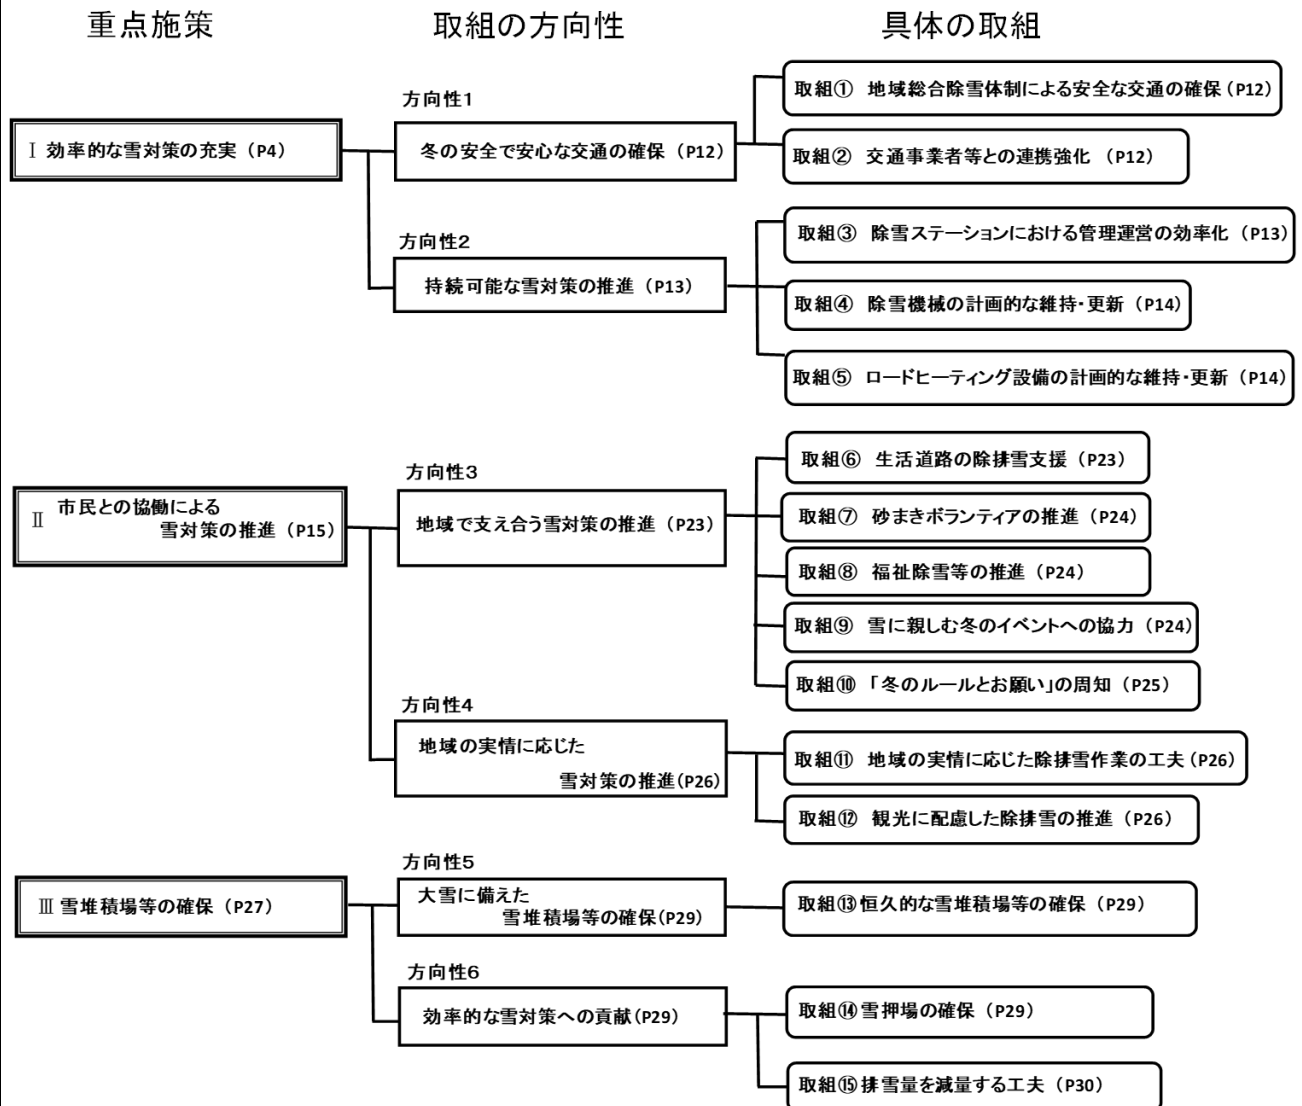 重点施策
取組の方向性
具体の取組
Ⅰ 効率的な雪対策の充実（P4）
方向性1
冬の安全で安心な交通の確保（P12）
取組① 地域総合除雪体制による安全な交通の確保（P12）
取組② 交通事業者等との連携強化（P12）
方向性2
持続可能な雪対策の推進（P13）
取組③ 除雪ステーションにおける管理運営の効率化（P13）
取組④ 除雪機械の計画的な維持・更新（P14）
取組⑤ ロードヒーティング設備の計画的な維持・更新（P14）
Ⅱ 市民との協働による
雪対策の推進（P15）
方向性3
地域で支え合う雪対策の推進（P23）
取組⑥ 生活道路の除排雪支援（P23）
取組⑦ 砂まきボランティアの推進（P24）
取組⑧ 福祉除雪等の推進（P24）
取組⑨ 雪に親しむ冬のイベントへの協力（P24）
取組⑩ 「冬のルールとお願い」の周知（P25）
方向性4
地域の実情に応じた
雪対策の推進(P26)
取組⑪ 地域の実情に応じた除排雪作業の工夫（P26）
取組⑫ 観光に配慮した除排雪の推進（P26）
Ⅲ 雪堆積場等の確保（P27）
方向性5
大雪に備えた
雪堆積場等の確保(P29)
取組⑬ 恒久的な雪堆積場等の確保（P29）
方向性6
効率的な雪対策への貢献(P29)
取組⑭ 雪押場の確保（P29）
取組⑮ 排雪量を減量する工夫（P30）